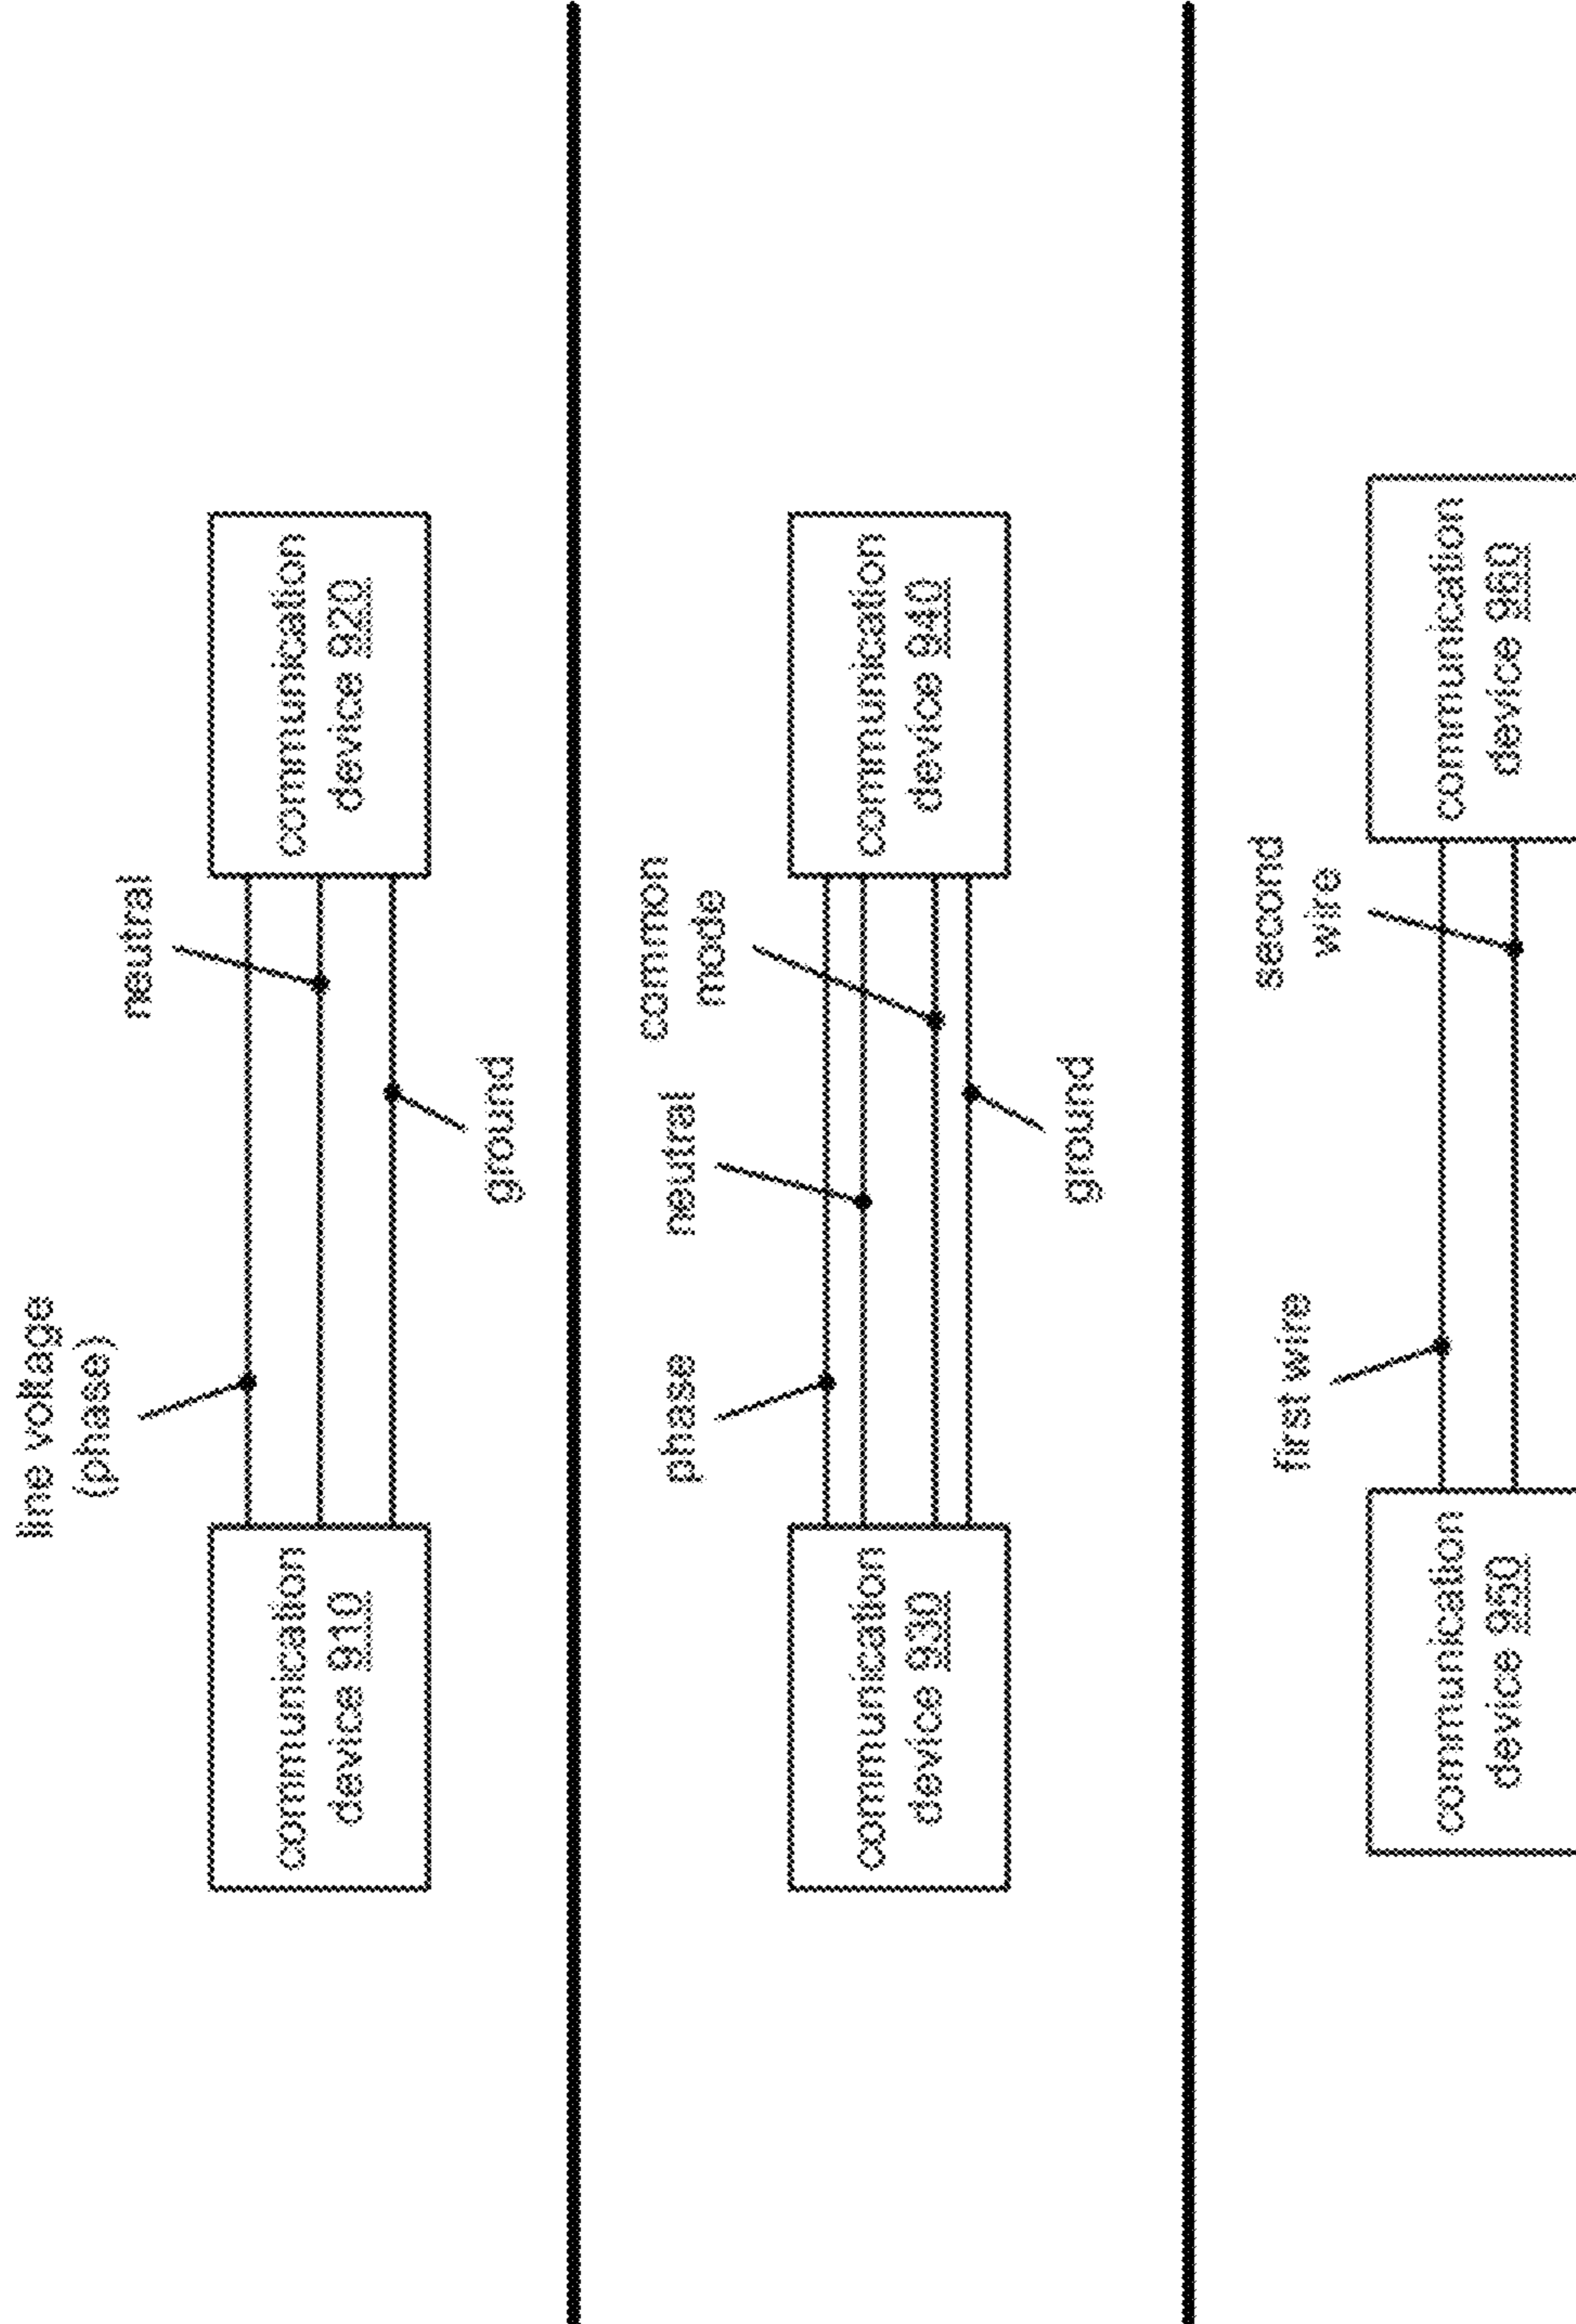 line voltage
(phase)
neutral
communication
device 910
communication
device 920
ground
phase
neutral
common
mode
communication
device 930
communication
device 940
ground
first wire
second
wire
communication
device 950
communication
device 960